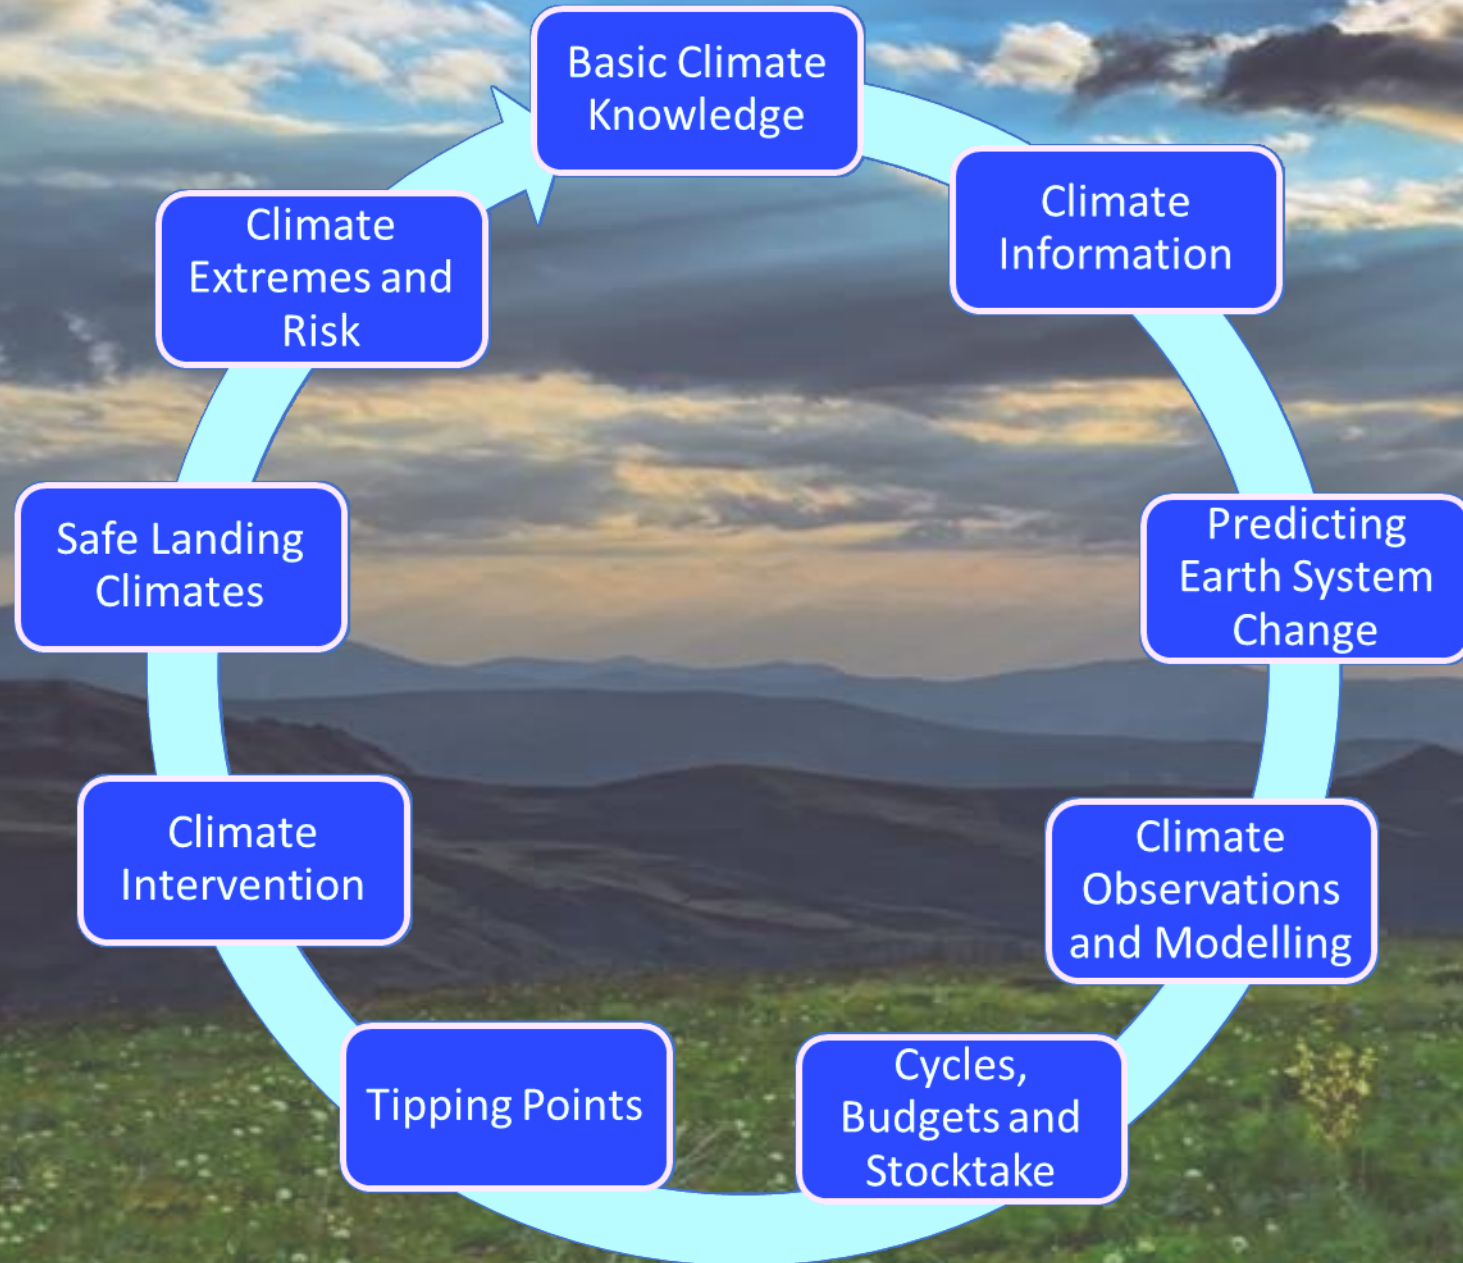 Basic Climate
Knowledge
Climate
Information
Predicting
Earth System
Change
Climate
Observations
and Modelling
Cycles,
Budgets and
Stocktake
Tipping Points
Climate
Intervention
Safe Landing
Climates
Climate
Extremes and
Risk